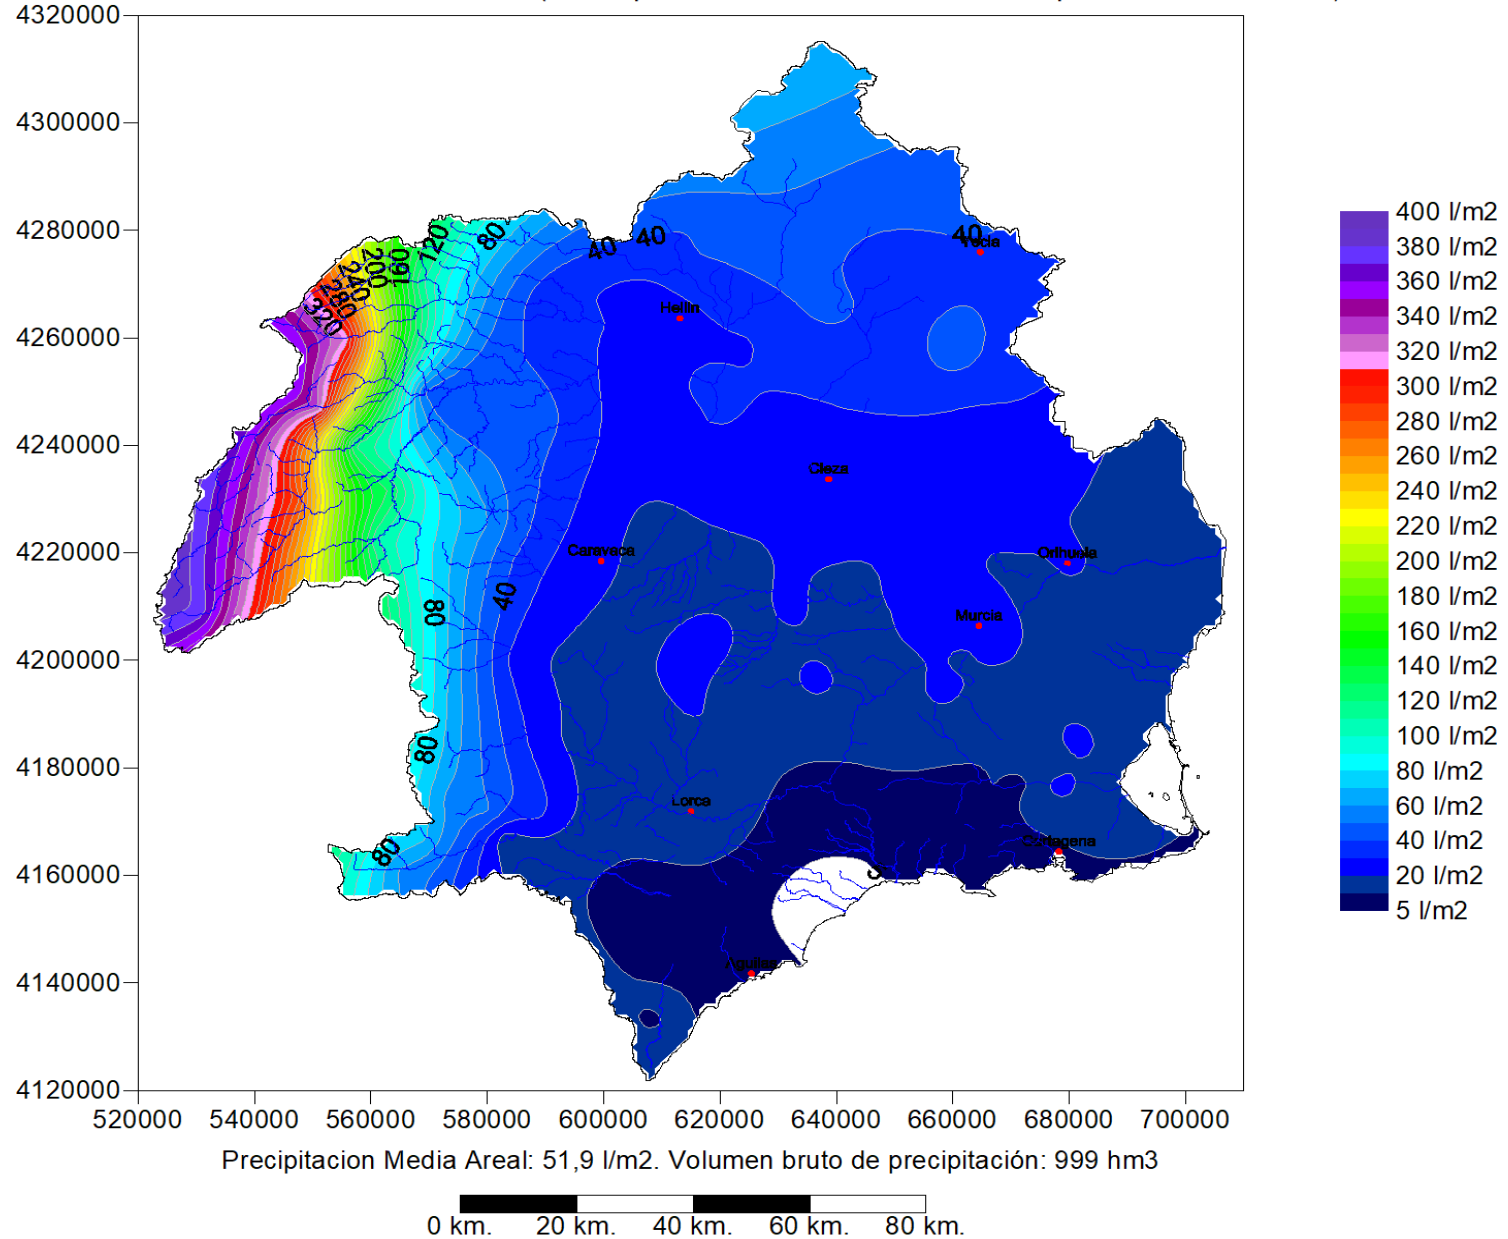 4320000
4300000
4280000
4260000
4240000
4220000
4200000
4180000
4160000
4140000
4120000
520000 540000 560000 580000 600000 620000 640000 660000 680000 700000
320
280
240
200
160
120
80
40
40
40
Yecla
Hellin
Cieza
Caravaca
Orihuela
Murcia
40
80
80
80
Lorca
Cartagena
Aguilas
400 l/m2
380 l/m2
360 l/m2
340 l/m2
320 l/m2
300 l/m2
280 l/m2
260 l/m2
240 l/m2
220 l/m2
200 l/m2
180 l/m2
160 l/m2
140 l/m2
120 l/m2
100 l/m2
80 l/m2
60 l/m2
40 l/m2
20 l/m2
5 l/m2
Precipitacion Media Areal: 51,9 l/m2. Volumen bruto de precipitación: 999 hm3
0 km. 20 km. 40 km. 60 km. 80 km.